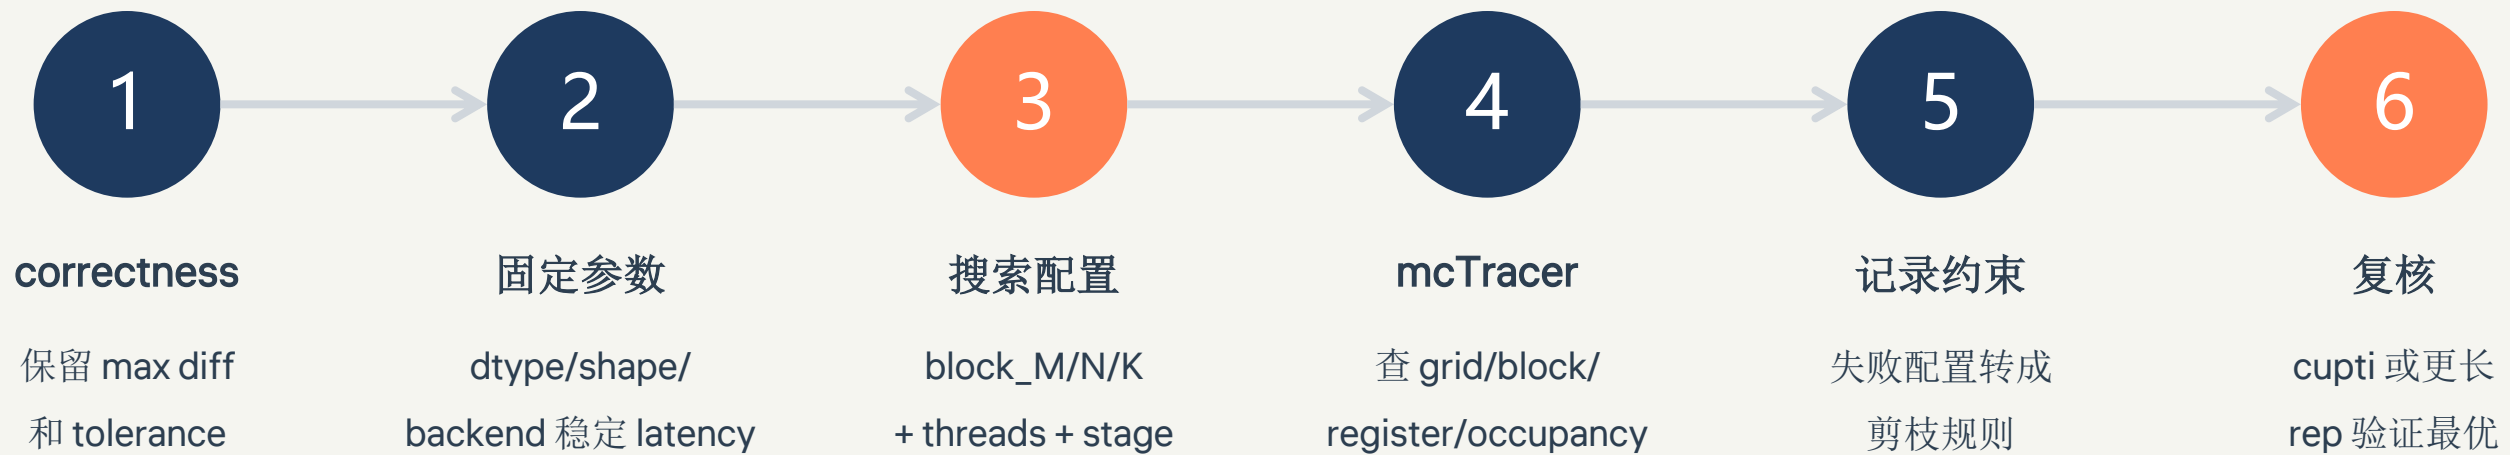 1
2
3
4
5
6
correctness
保留 max diff
和 tolerance
固定参数
dtype/shape/
backend 稳定 latency
搜索配置
block_M/N/K
+ threads + stage
mcTracer
查 grid/block/
register/occupancy
记录约束
失败配置转成
剪枝规则
复核
cupti 或更长
rep 验证最优